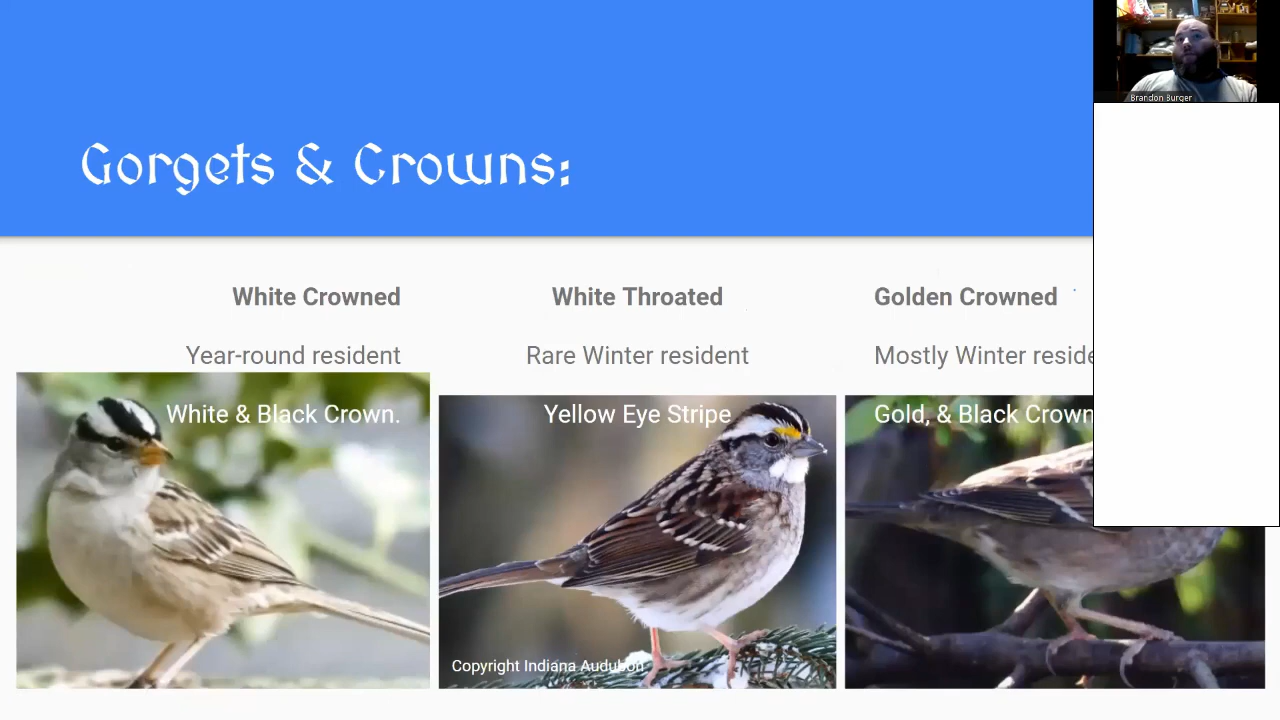 Brandon Burger
Gorgets & Crowns:
White Crowned
White Throated
Golden Crowned
Year-round resident
Rare Winter resident
Mostly Winter reside
White & Black Crown.
Yellow Eye Stripe
Gold, & Black Crown
Copyright Indiana Audubon